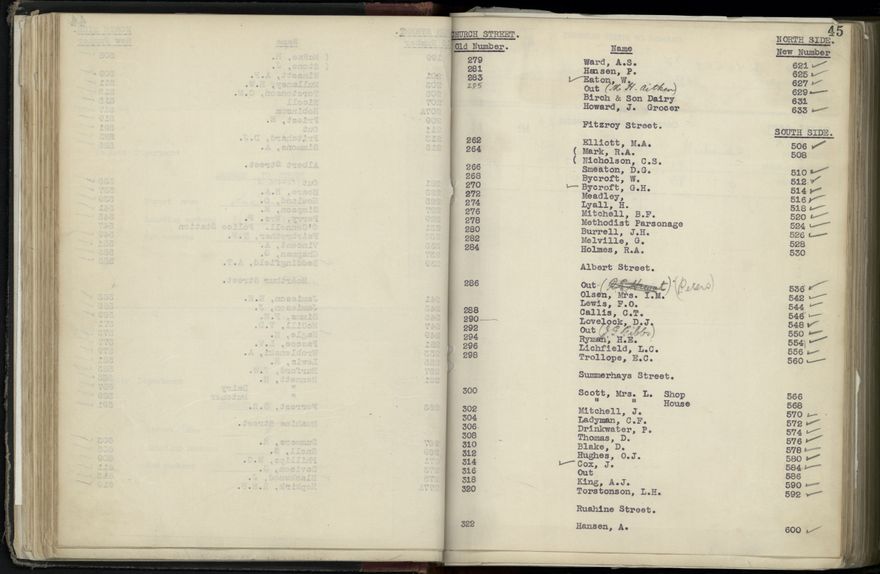 45
CHURCH STREET. NORTH SIDE.
Old Number. Name New Number
279 Ward, A.S. 621
281 Hansen, P. 625
283 Eaton, W. 627
285 Out (Mr H. Aitken) 629
Birch & Son Dairy 631
Howard, J. Grocer 633
Fitzroy Street.
SOUTH SIDE.
262 Elliott, M.A. 506
264 ( Mark, R.A. 508
( Nicholson, C.S.
266 Smeaton, D.G. 510
268 Bycroft, W. 512
270 Bycroft, G.H. 514
272 Meadley, 516
274 Lyall, H. 518
276 Mitchell, B.F. 520
278 Methodist Parsonage 524
280 Burrell, J.H. 526
282 Melville, G. 528
284 Holmes, R.A. 530
Albert Street.
286 Out (Peters) 536
Olsen, Mrs. I.M. 542
Lewis, F.O. 544
288 Callis, C.T. 546
290 Lovelock, D.J. 548
292 Out 550
294 Ryman, H.E. 554
296 Lichfield, L.C. 556
298 Trollope, E.C. 560
Summerhays Street.
300 Scott, Mrs. L. Shop 566
" " House 568
302 Mitchell, J. 570
304 Ladyman, C.F. 572
306 Drinkwater, P. 574
308 Thomas, D. 576
310 Blake, D. 578
312 Hughes, O.J. 580
314 Cox, J. 584
316 Out 586
318 King, A.J. 590
320 Torstonson, L.H. 592
Ruahine Street.
322 Hansen, A. 600